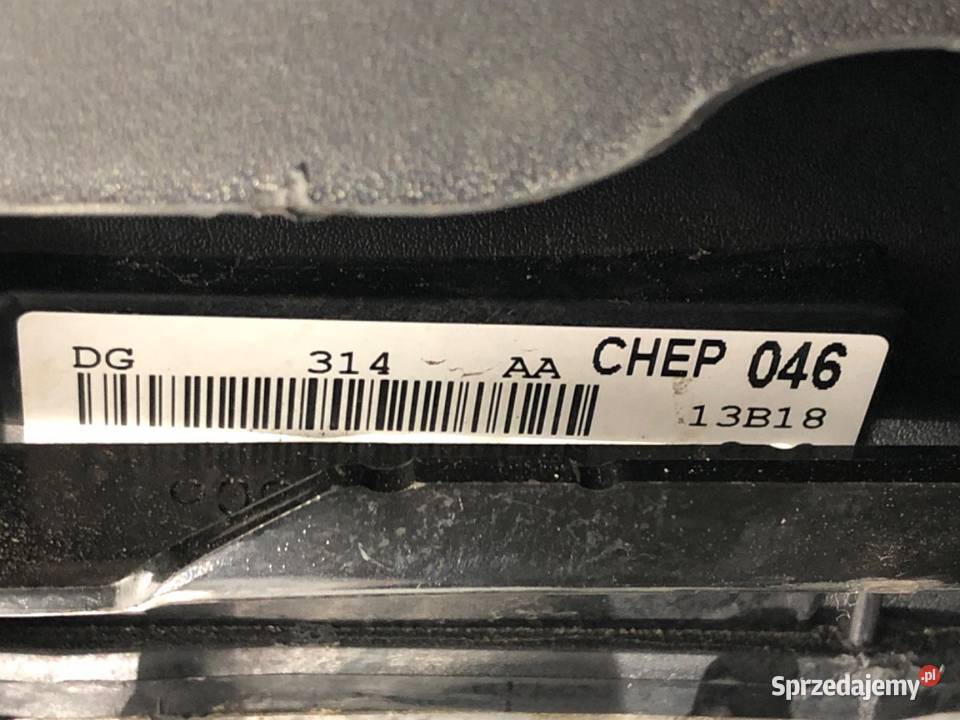 DG 314 AA CHEP 046
13B18
Sprzedajemy.pl